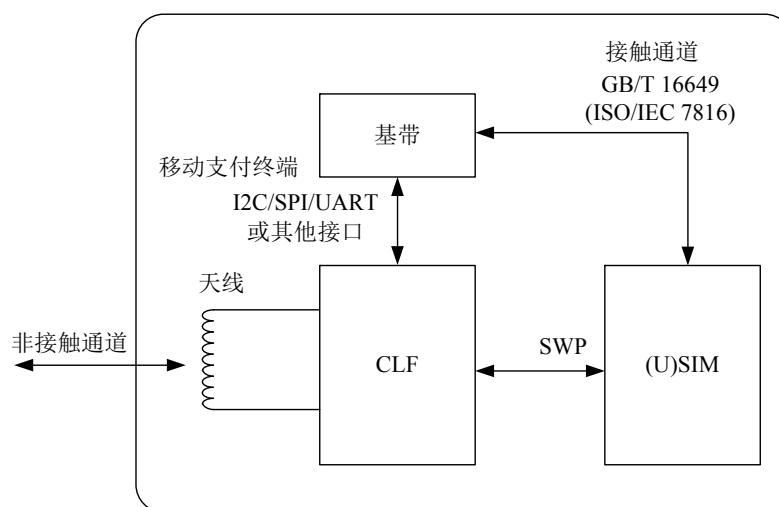 接触通道
GB/T 16649
(ISO/IEC 7816)
基带
移动支付终端
I2C/SPI/UART
或其他接口
天线
非接触通道
CLF
SWP
(U)SIM